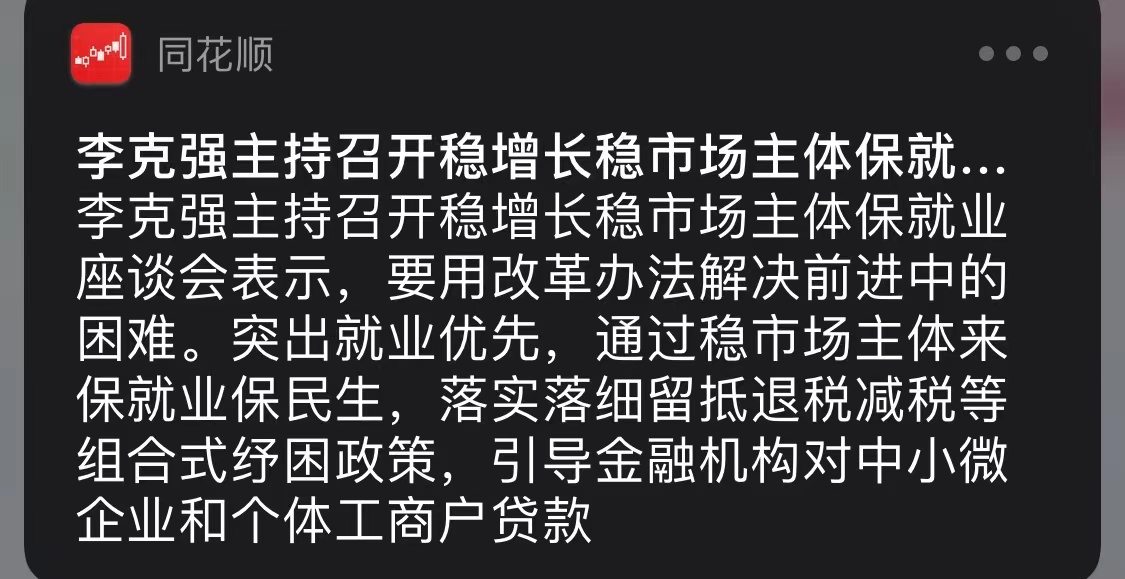 同花顺
李克强主持召开稳增长稳市场主体保就...
李克强主持召开稳增长稳市场主体保就业
座谈会表示，要用改革办法解决前进中的
困难。突出就业优先，通过稳市场主体来
保就业保民生，落实落细留抵退税减税等
组合式纾困政策，引导金融机构对中小微
企业和个体工商户贷款